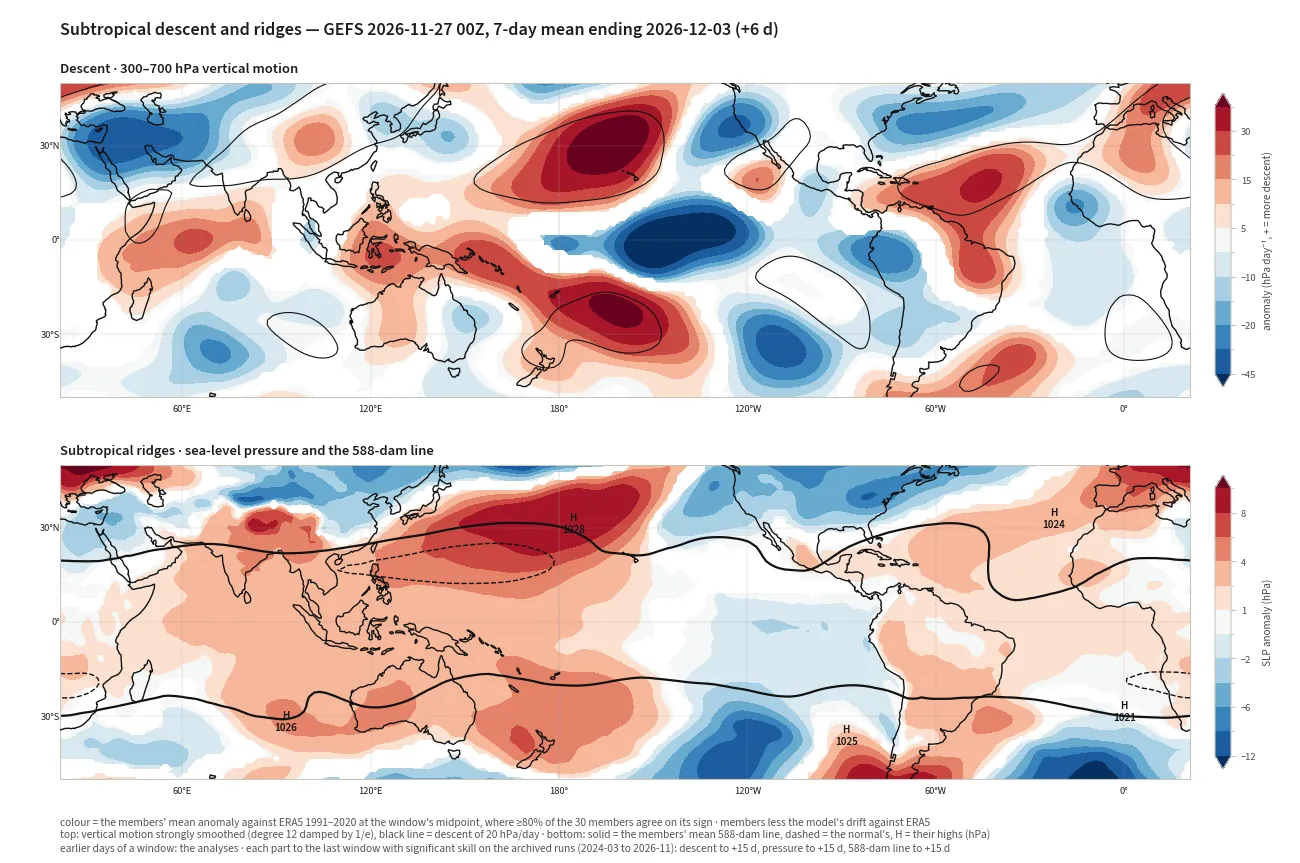 Subtropical descent and ridges — GEFS 2026-11-27 00Z, 7-day mean ending 2026-12-03 (+6 d)
Descent · 300–700 hPa vertical motion
30°N
0°
30°S
60°E
120°E
180°
120°W
60°W
0°
30
15
5
−10
−20
−45
anomaly (hPa day⁻¹, + = more descent)
Subtropical ridges · sea-level pressure and the 588-dam line
30°N
0°
30°S
H
1028
H
1024
H
1026
H
1025
H
1021
60°E
120°E
180°
120°W
60°W
0°
8
4
1
−2
−6
−12
SLP anomaly (hPa)
colour = the members' mean anomaly against ERA5 1991–2020 at the window's midpoint, where ≥80% of the 30 members agree on its sign · members less the model's drift against ERA5
top: vertical motion strongly smoothed (degree 12 damped by 1/e), black line = descent of 20 hPa/day · bottom: solid = the members' mean 588-dam line, dashed = the normal's, H = their highs (hPa)
earlier days of a window: the analyses · each part to the last window with significant skill on the archived runs (2024-03 to 2026-11): descent to +15 d, pressure to +15 d, 588-dam line to +15 d